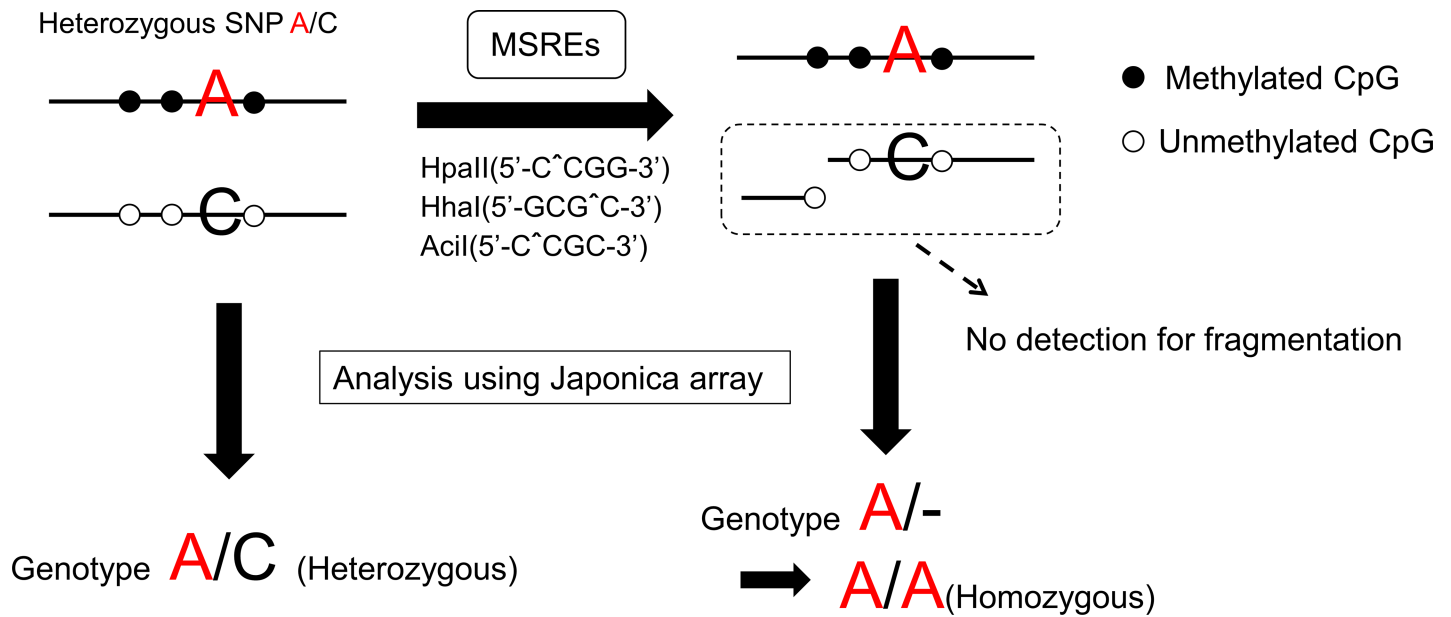 Heterozygous SNP A/C
A
C
MSREs
HpaII(5’-CˆCGG-3’)
HhaI(5’-GCGˆC-3’)
AciI(5’-CˆCGC-3’)
A
C
Methylated CpG
Unmethylated CpG
No detection for fragmentation
Analysis using Japonica array
Genotype A/C (Heterozygous)
Genotype A/-
A/A(Homozygous)